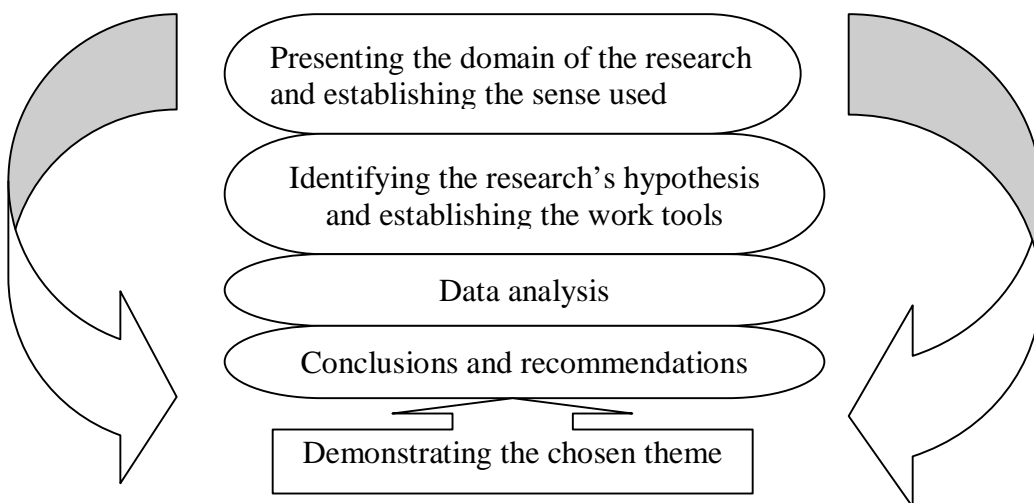 Presenting the domain of the research
and establishing the sense used
Identifying the research’s hypothesis
and establishing the work tools
Data analysis
Conclusions and recommendations
Demonstrating the chosen theme